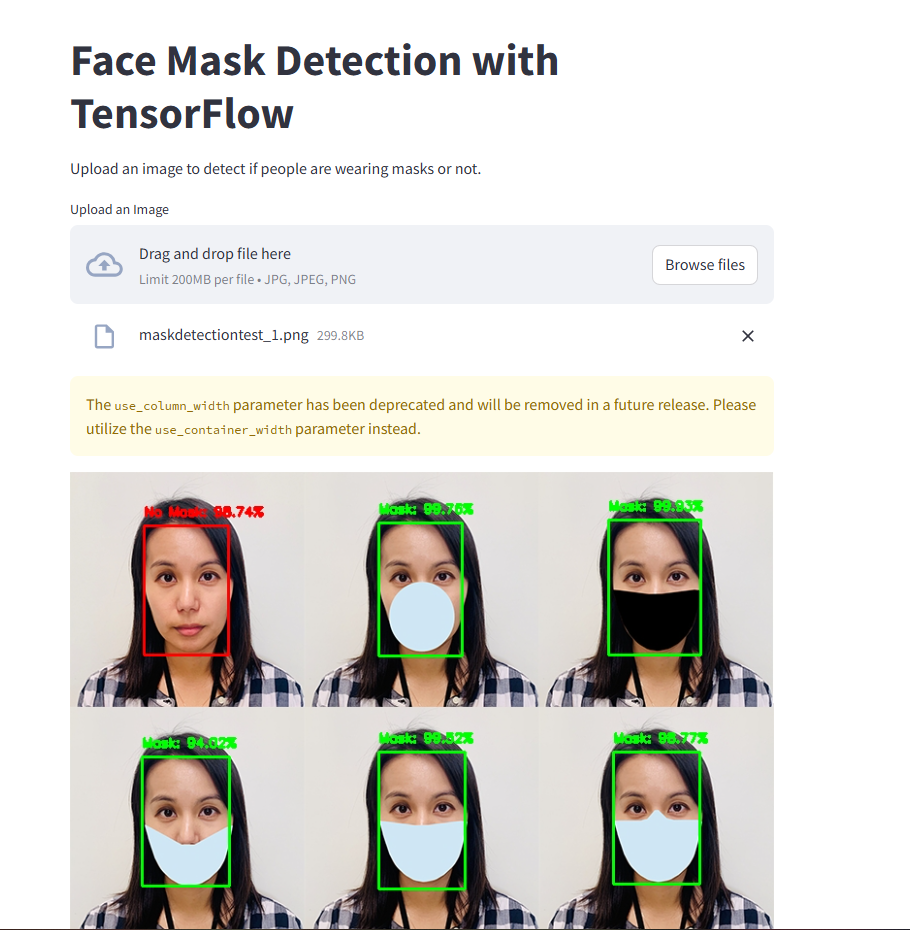 Face Mask Detection with
TensorFlow
Upload an image to detect if people are wearing masks or not.
Upload an Image
Drag and drop file here
Limit 200MB per file • JPG, JPEG, PNG
Browse files
maskdetectiontest_1.png 299.8KB
The use_column_width parameter has been deprecated and will be removed in a future release. Please
utilize the use_container_width parameter instead.
No Mask: 98.74%
Mask: 99.76%
Mask: 99.93%
Mask: 94.02%
Mask: 99.52%
Mask: 98.77%